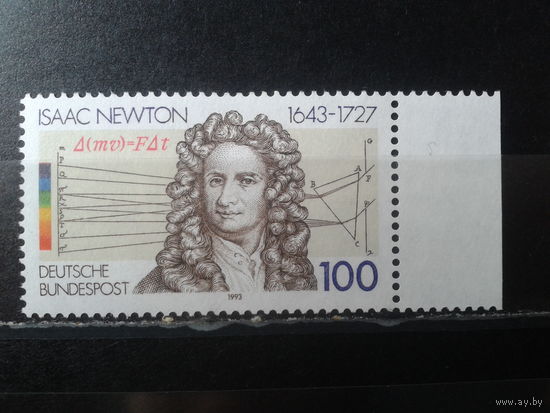 ISAAC NEWTON 1643-1727
Δ(mv)=FΔt
G
A
B
F
C
DEUTSCHE
BUNDESPOST
1993
100
www.ay.by